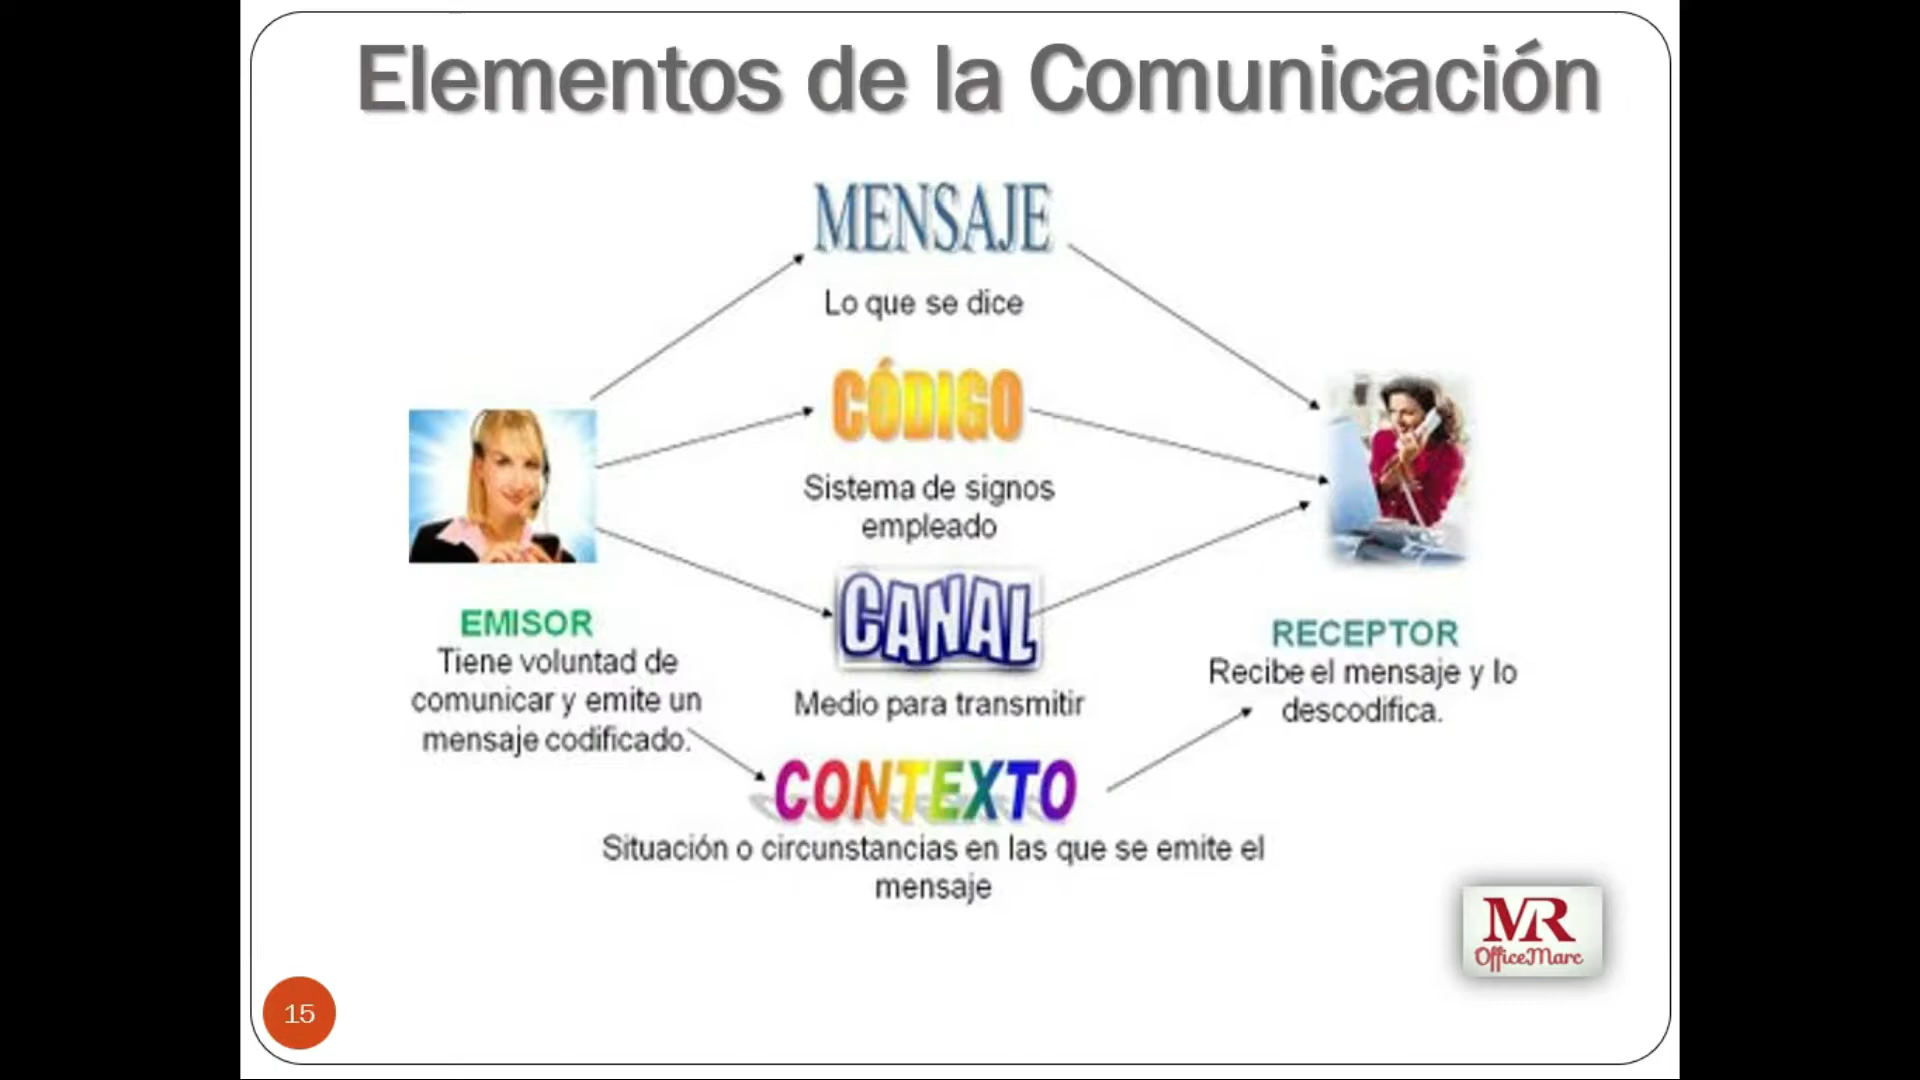 Elementos de la Comunicación
MENSAJE
Lo que se dice
CÓDIGO
Sistema de signos
empleado
CANAL
Medio para transmitir
EMISOR
Tiene voluntad de
comunicar y emite un
mensaje codificado.
RECEPTOR
Recibe el mensaje y lo
descodifica.
CONTEXTO
Situación o circunstancias en las que se emite el
mensaje
MR
OfficeMarc
15